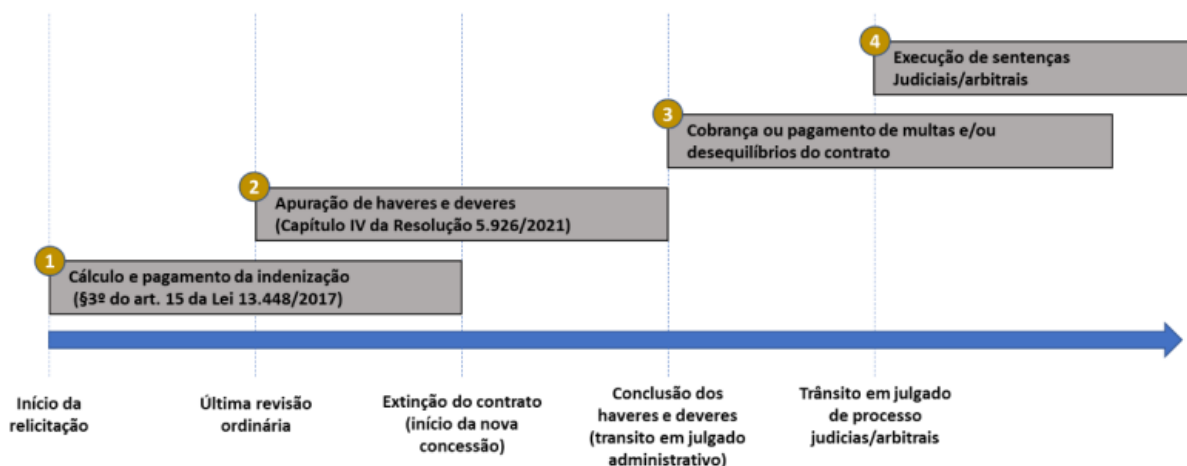 4
Execução de sentenças
Judiciais/arbitrais
3
Cobrança ou pagamento de multas e/ou
desequilíbrios do contrato
2
Apuração de haveres e deveres
(Capítulo IV da Resolução 5.926/2021)
1
Cálculo e pagamento da indenização
(§3º do art. 15 da Lei 13.448/2017)
Início da
relicitação
Última revisão
ordinária
Extinção do contrato
(início da nova
concessão)
Conclusão dos
haveres e deveres
(transito em julgado
administrativo)
Trânsito em julgado
de processo
judicias/arbitrais